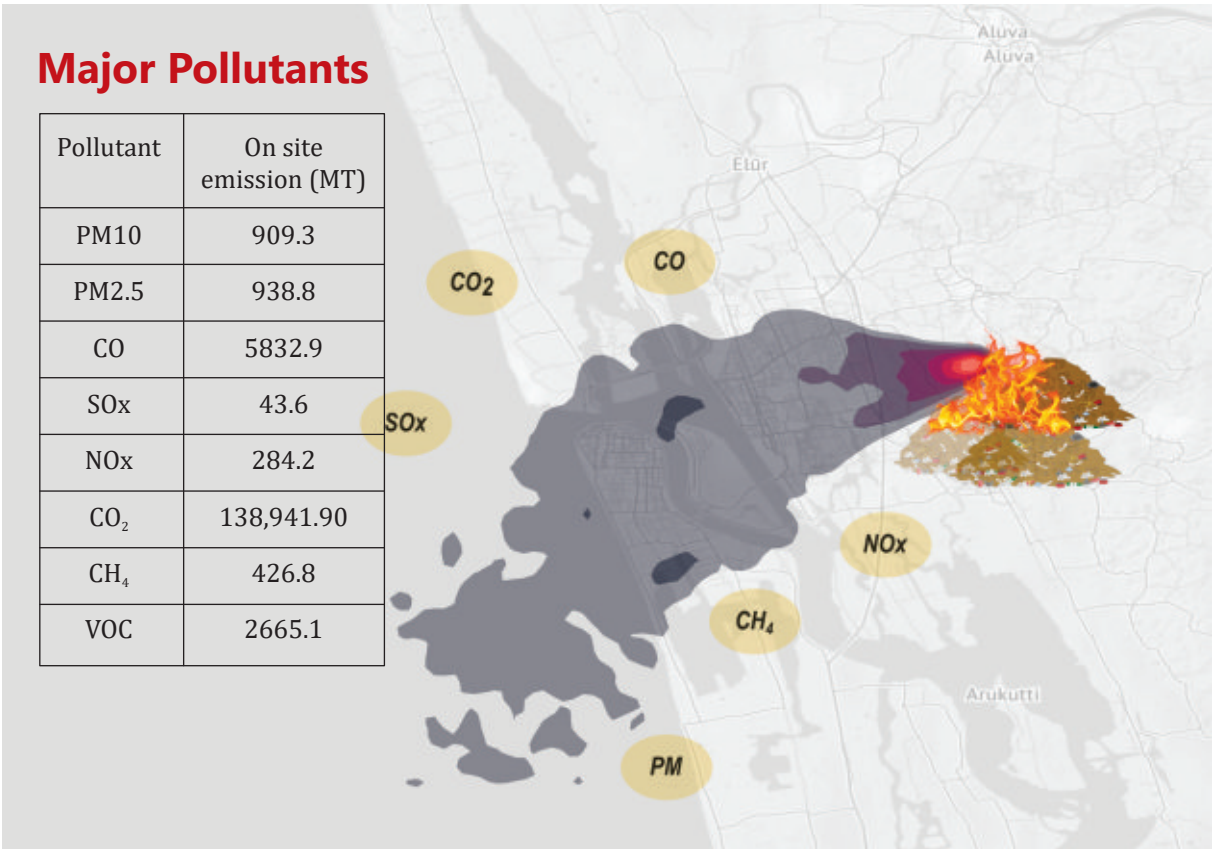 Major Pollutants
Pollutant On site
emission (MT)
PM10 909.3
PM2.5 938.8
CO 5832.9
SOx 43.6
NOx 284.2
CO₂ 138,941.90
CH₄ 426.8
VOC 2665.1
Aluva
Aluva
Elūr
CO
CO₂
SOx
NOx
CH₄
Arukutti
PM